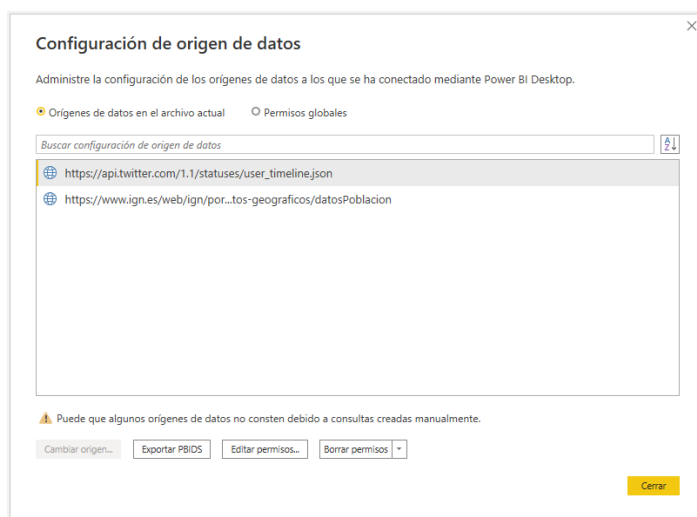 Configuración de origen de datos
Administre la configuración de los orígenes de datos a los que se ha conectado mediante Power BI Desktop.
Orígenes de datos en el archivo actual Permisos globales
Buscar configuración de origen de datos
https://api.twitter.com/1.1/statuses/user_timeline.json
https://www.ign.es/web/ign/por...tos-geograficos/datosPoblacion
Puede que algunos orígenes de datos no consten debido a consultas creadas manualmente.
Cambiar origen... Exportar PBIDS Editar permisos... Borrar permisos
Cerrar